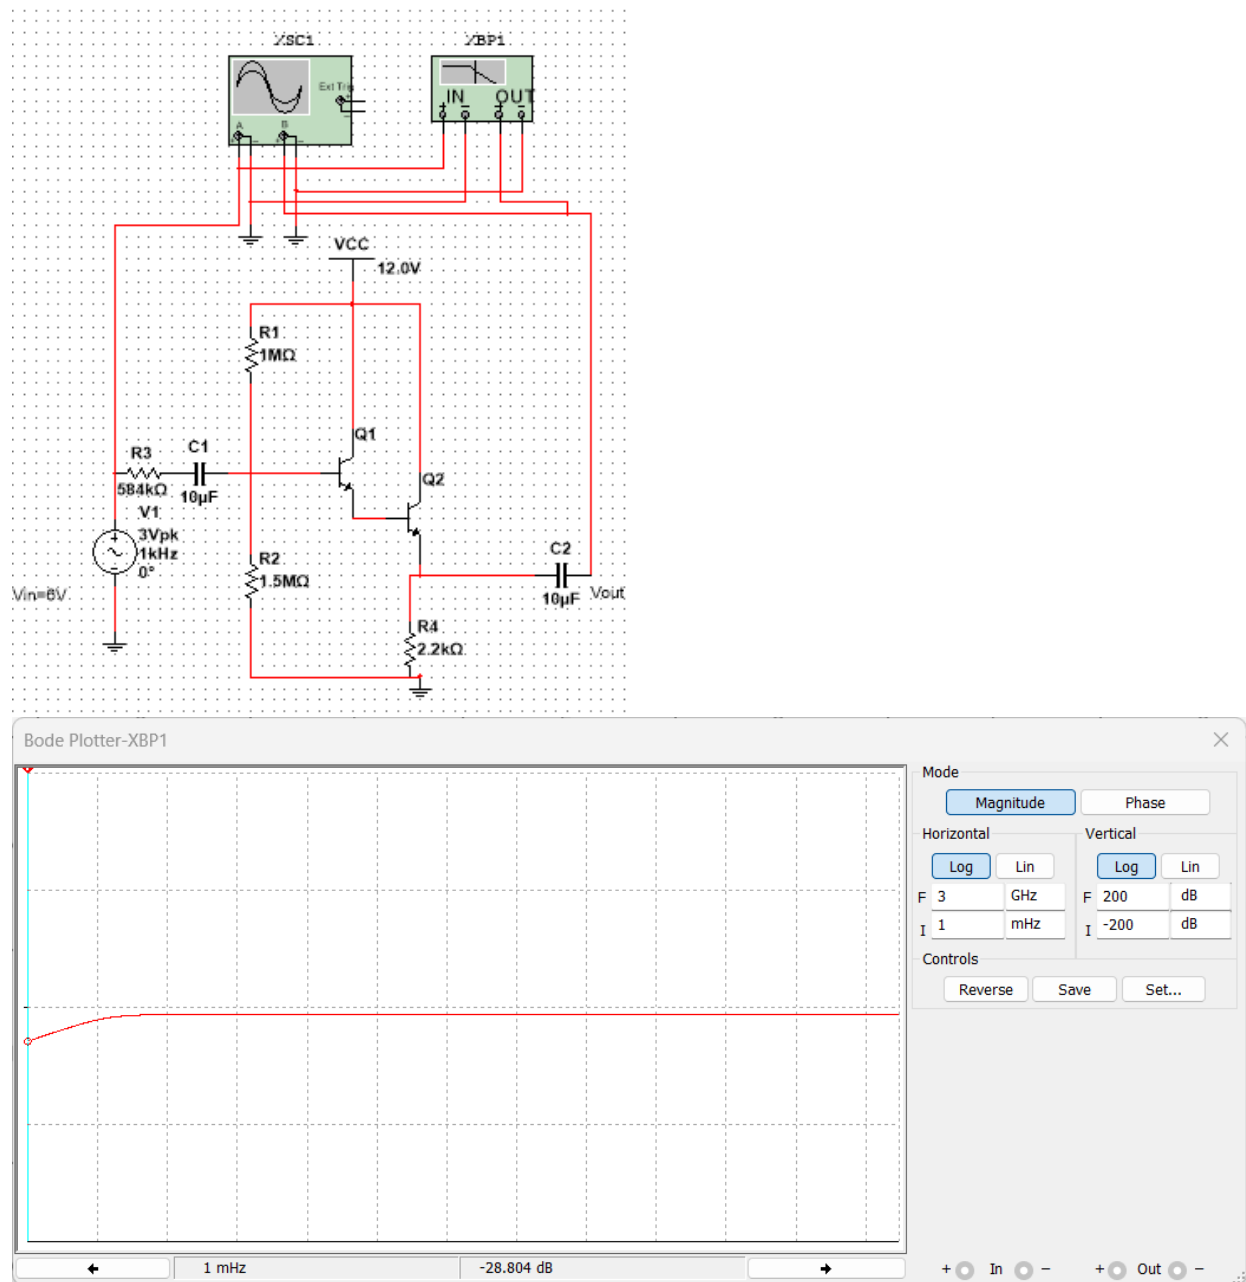 XSC1
XBP1
Ext Trig
+
IN
OUT
A
B
VCC
12.0V
R1
1MΩ
Q1
R3
584kΩ
C1
10µF
Q2
V1
3Vpk
1kHz
0°
Vin=6V
R2
1.5MΩ
C2
10µF
Vout
R4
2.2kΩ
Bode Plotter-XBP1
Mode
Magnitude Phase
Horizontal Vertical
Log Lin Log Lin
F 3 GHz F 200 dB
I 1 mHz I -200 dB
Controls
Reverse Save Set...
1 mHz -28.804 dB + In − + Out −